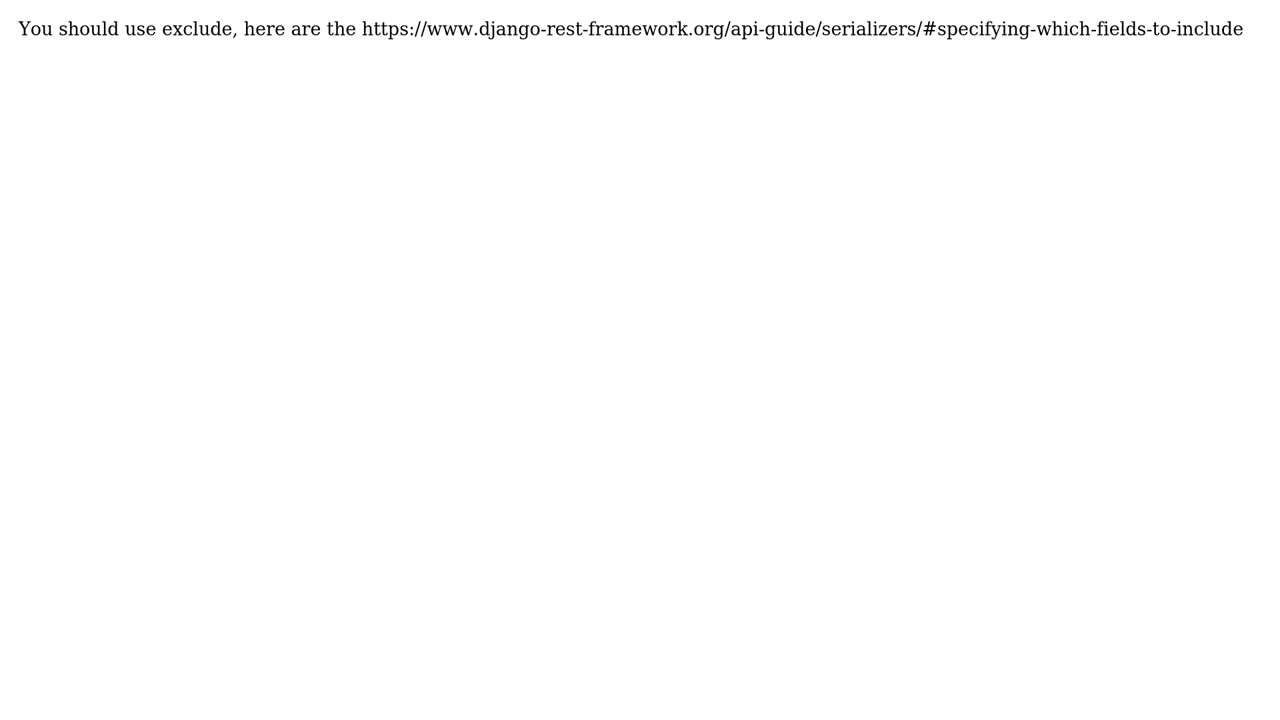 You should use exclude, here are the https://www.django-rest-framework.org/api-guide/serializers/#specifying-which-fields-to-include